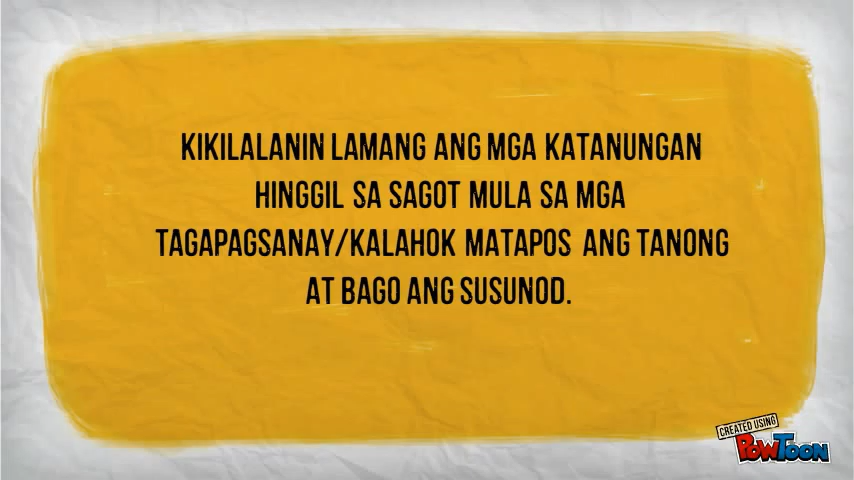 KIKILALANIN LAMANG ANG MGA KATANUNGAN
HINGGIL SA SAGOT MULA SA MGA
TAGAPAGSANAY/KALAHOK MATAPOS ANG TANONG
AT BAGO ANG SUSUNOD.
CREATED USING
POWTOON